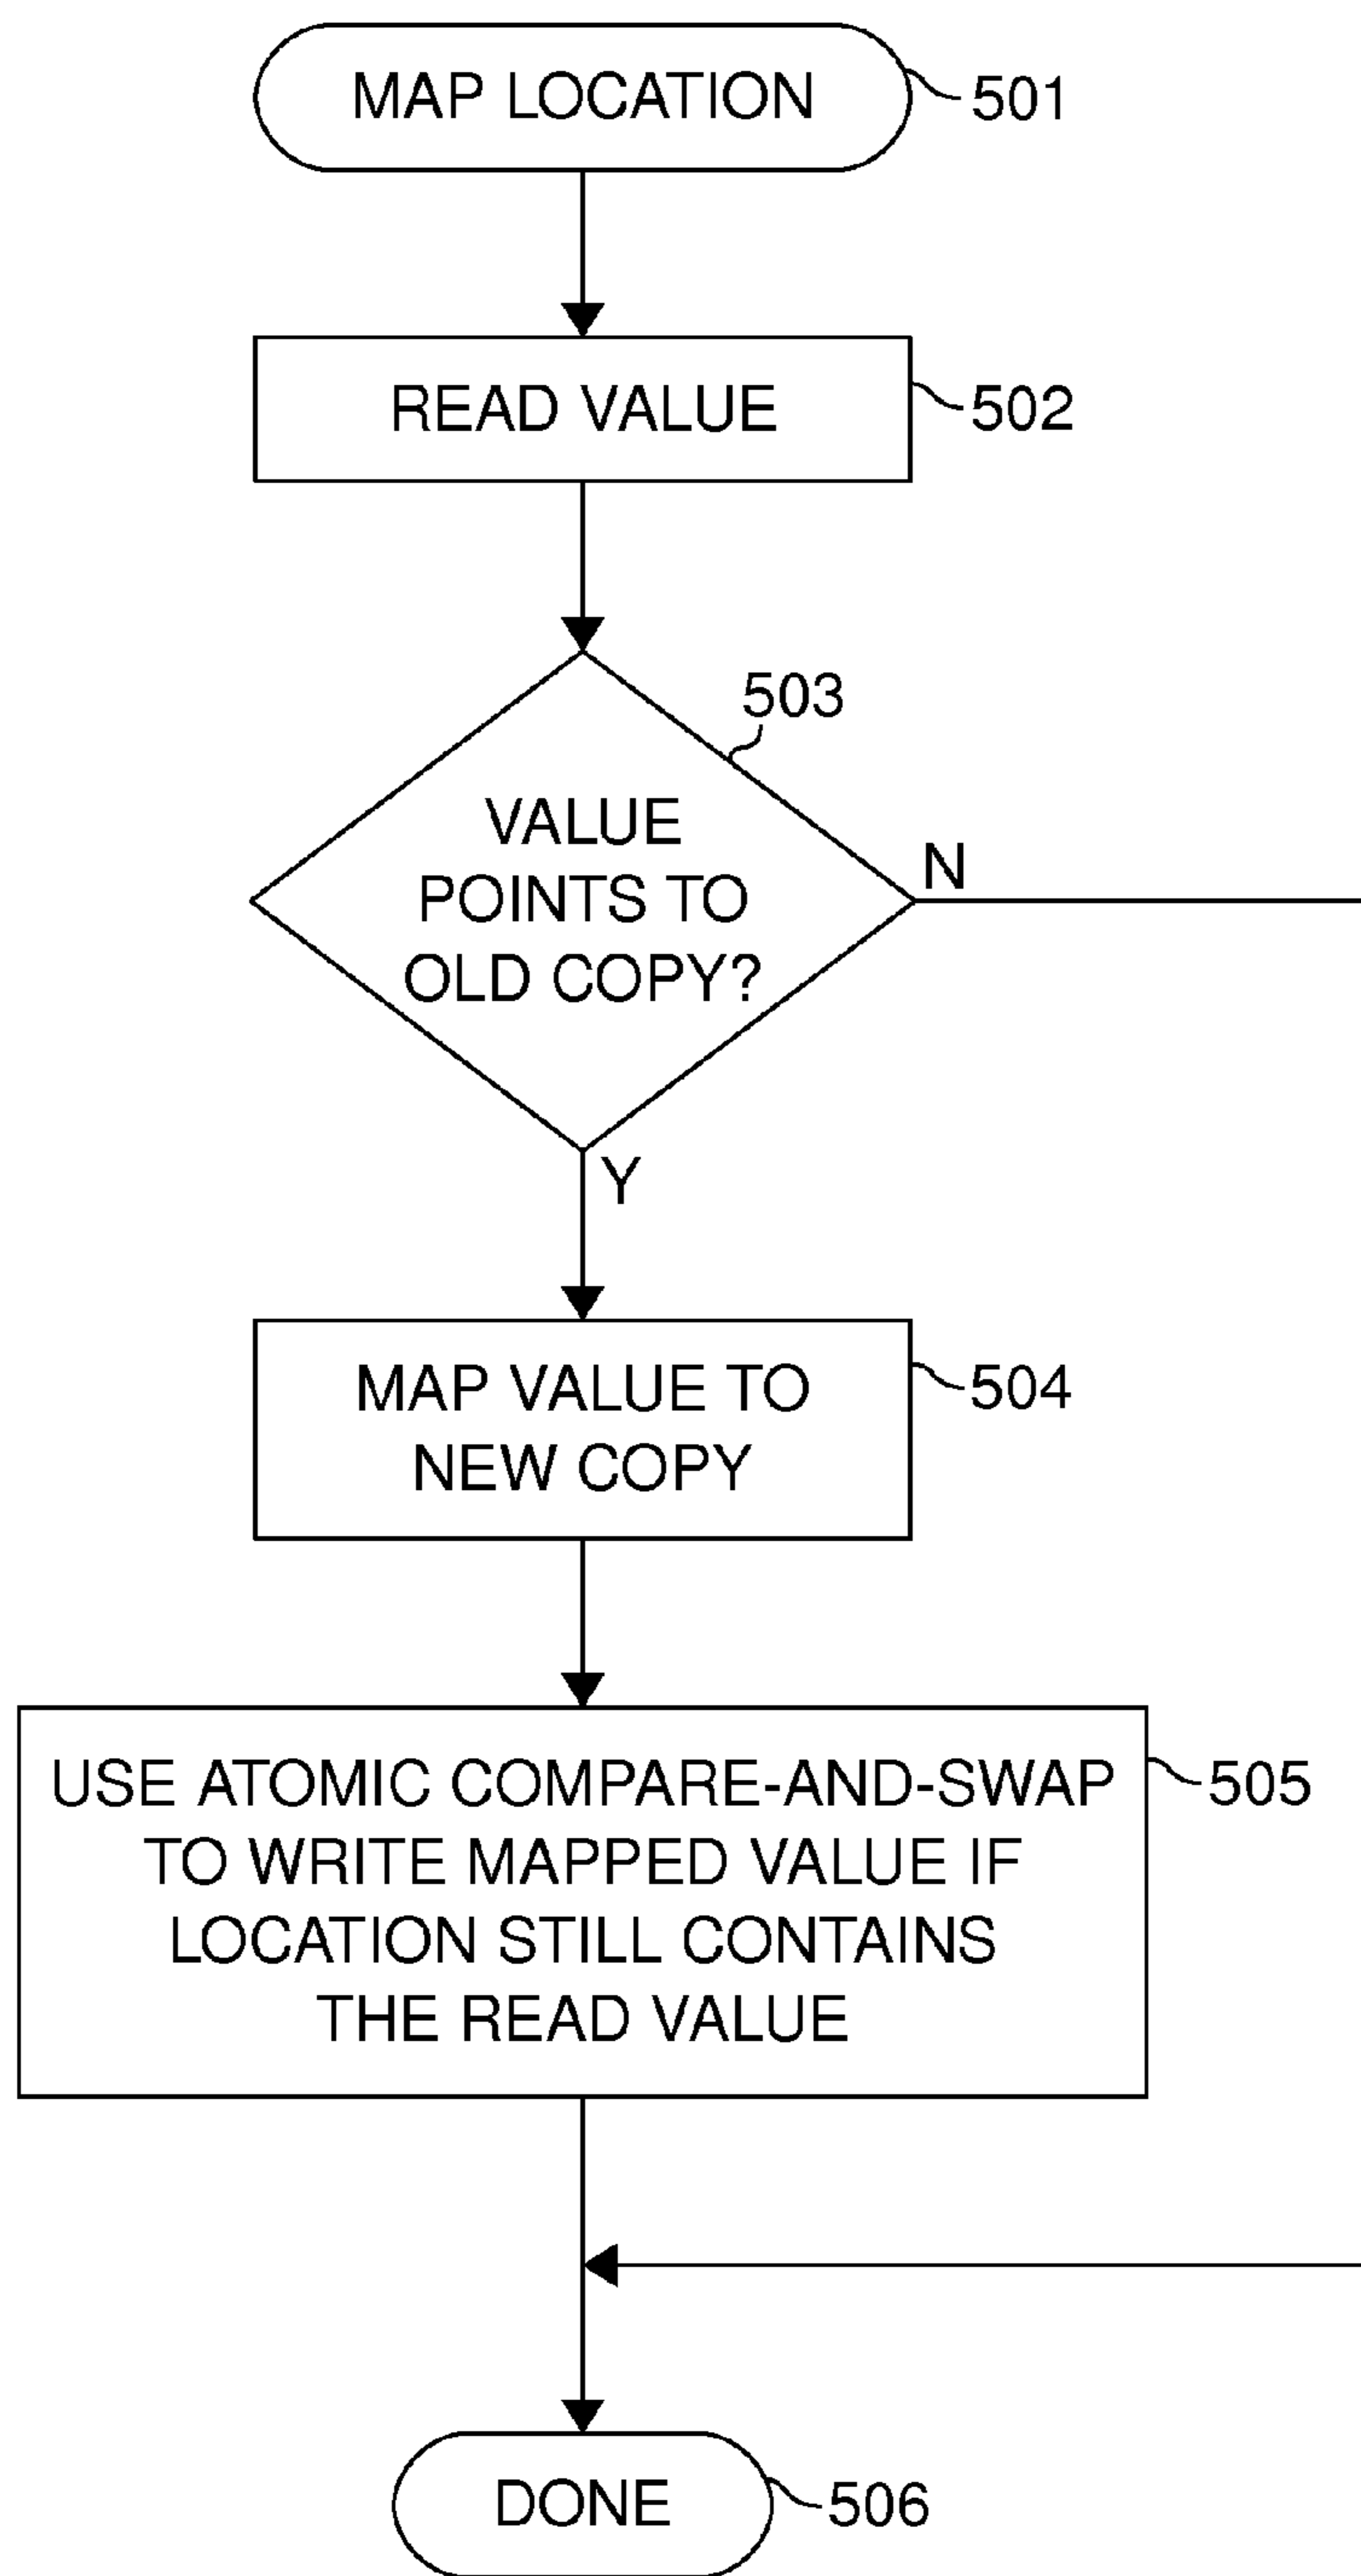 MAP LOCATION
501
READ VALUE
502
503
VALUE
POINTS TO
OLD COPY?
N
Y
MAP VALUE TO
NEW COPY
504
USE ATOMIC COMPARE-AND-SWAP
TO WRITE MAPPED VALUE IF
LOCATION STILL CONTAINS
THE READ VALUE
505
DONE
506